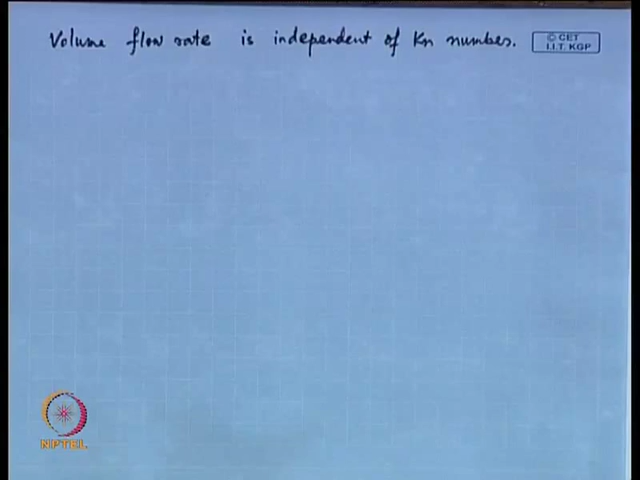 Volume flow rate is independent of Kn number.
© CET
I.I.T. KGP
NPTEL